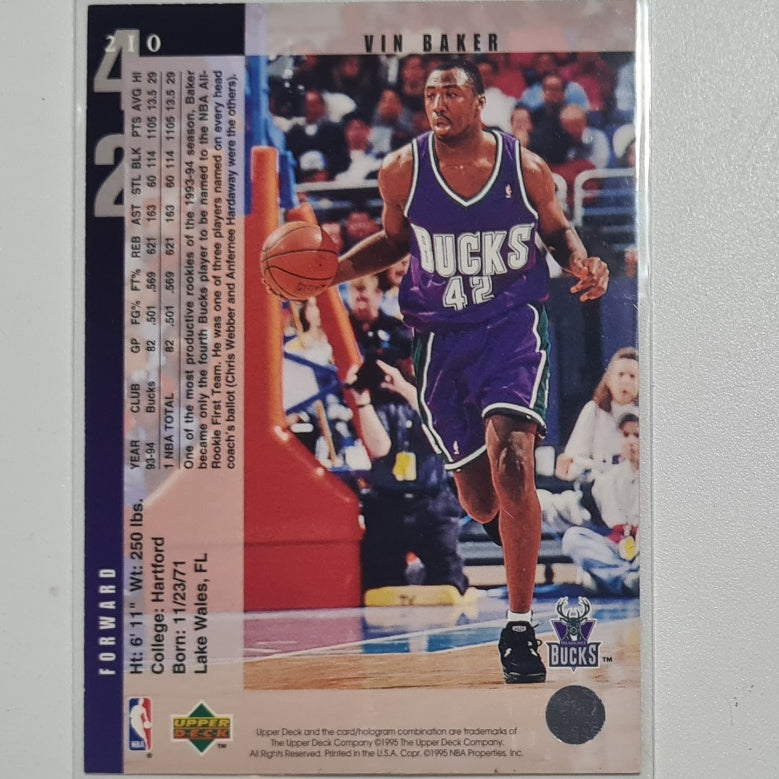 210
VIN BAKER
42
FORWARD
Ht: 6' 11" Wt: 250 lbs.
College: Hartford
Born: 11/23/71
Lake Wales, FL
YEAR CLUB GP FG% FT% REB AST STL BLK PTS AVG HI
93-94 Bucks 82 .501 .569 621 163 60 114 1105 13.5 29
1 NBA TOTAL 82 .501 .569 621 163 60 114 1105 13.5 29
One of the most productive rookies of the 1993-94 season, Baker
became only the fourth Bucks player to be named to the NBA All-
Rookie First Team. He was one of three players named on every head
coach's ballot (Chris Webber and Anfernee Hardaway were the others).
BUCKS
42
BUCKS ™
NBA ®
UPPER
DECK ™
Upper Deck and the card/hologram combination are trademarks of
The Upper Deck Company ©1995 The Upper Deck Company.
All Rights Reserved. Printed in the U.S.A. Copr. ©1995 NBA Properties, Inc.